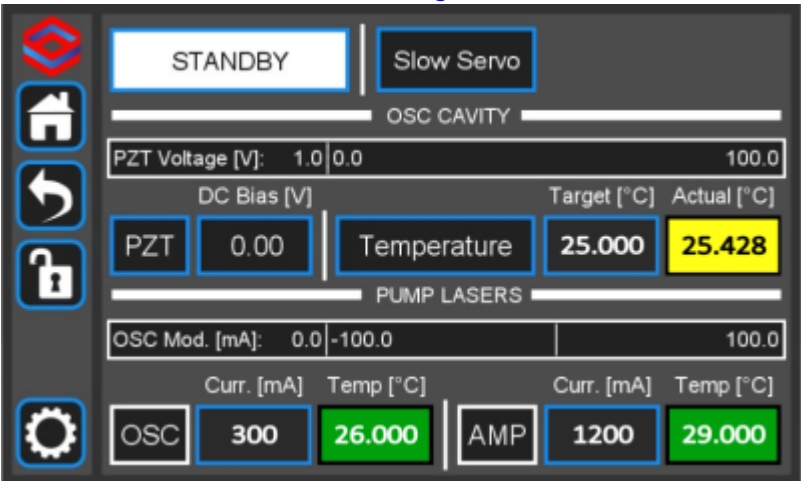 STANDBY Slow Servo
OSC CAVITY
PZT Voltage [V]: 1.0 0.0 100.0
DC Bias [V] Target [°C] Actual [°C]
PZT 0.00 Temperature 25.000 25.428
PUMP LASERS
OSC Mod. [mA]: 0.0 -100.0 100.0
Curr. [mA] Temp [°C] Curr. [mA] Temp [°C]
OSC 300 26.000 AMP 1200 29.000